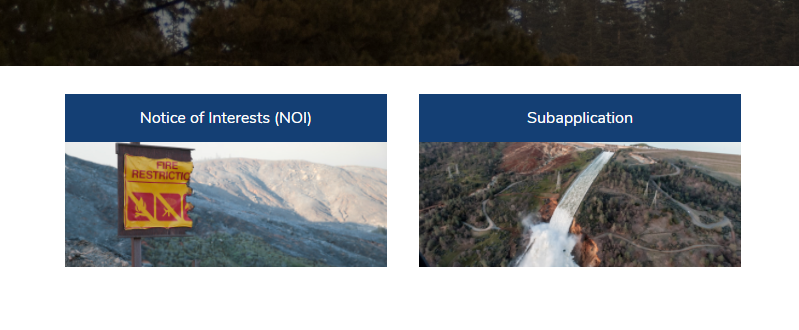 Notice of Interests (NOI)
Subapplication
FIRE
RESTRICTIO